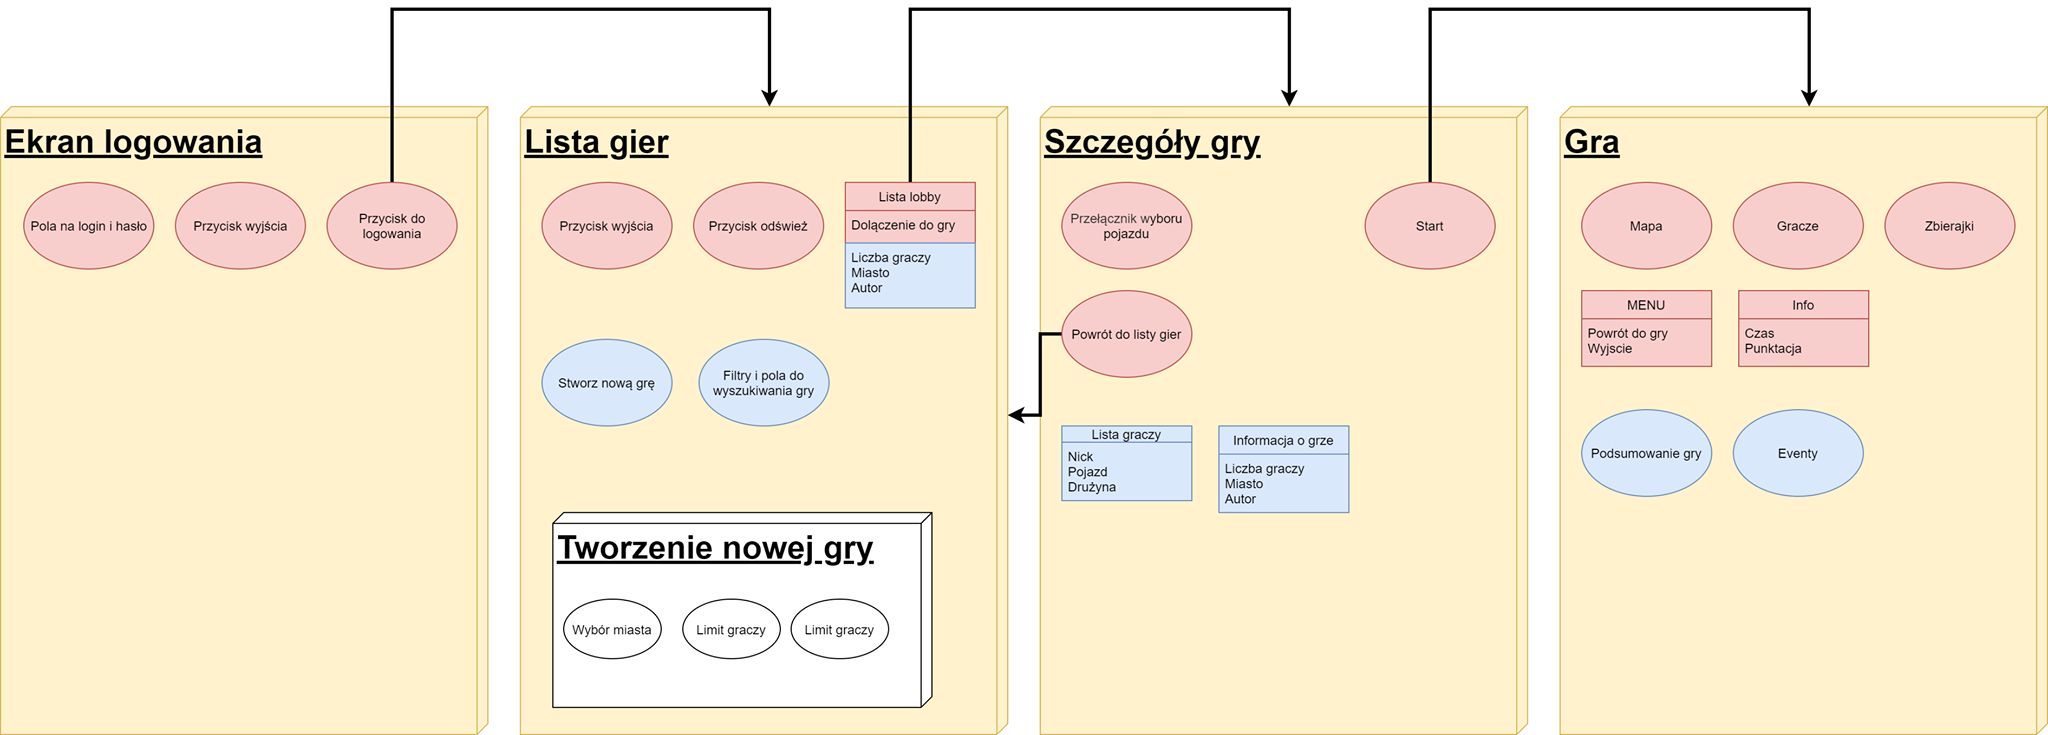 Ekran logowania
Pola na login i hasło
Przycisk wyjścia
Przycisk do
logowania
Lista gier
Przycisk wyjścia
Przycisk odśwież
Lista lobby
Dołączenie do gry
Liczba graczy
Miasto
Autor
Stworz nową grę
Filtry i pola do
wyszukiwania gry
Tworzenie nowej gry
Wybór miasta
Limit graczy
Limit graczy
Szczegóły gry
Przełącznik wyboru
pojazdu
Start
Powrót do listy gier
Lista graczy
Nick
Pojazd
Drużyna
Informacja o grze
Liczba graczy
Miasto
Autor
Gra
Mapa
Gracze
Zbierajki
MENU
Powrót do gry
Wyjscie
Info
Czas
Punktacja
Podsumowanie gry
Eventy